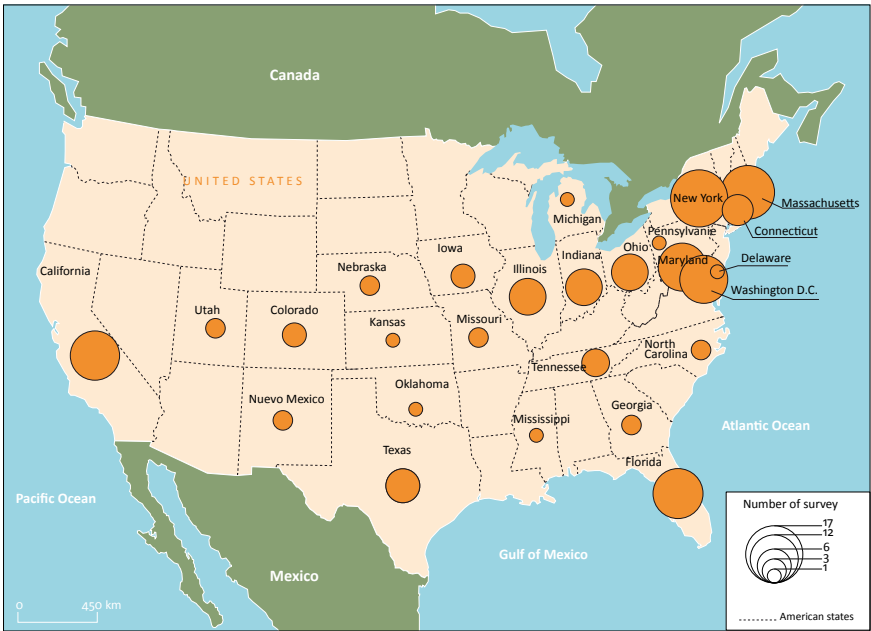 Canada
UNITED STATES
New York
Massachusetts
Michigan
Connecticut
Pennsylvanie
Ohio
Iowa
Indiana
Maryland
Delaware
California
Nebraska
Illinois
Washington D.C.
Utah
Colorado
Kansas
Missouri
North
Carolina
Tennessee
Oklahoma
Nuevo Mexico
Georgia
Mississippi
Atlantic Ocean
Texas
Florida
Pacific Ocean
Number of survey
17
12
6
3
1
Gulf of Mexico
Mexico
0 450 km
American states